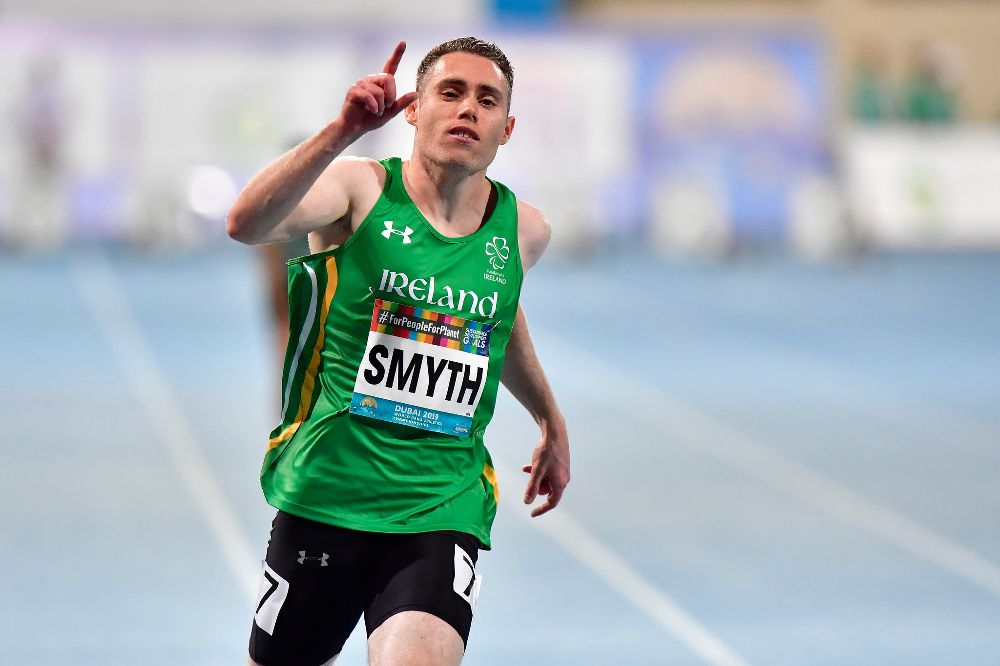 Paralympics
IRELAND
IRELAND
#ForPeopleForPlanet
SUSTAINABLE
DEVELOPMENT
GOALS
SMYTH
IRL
DUBAI 2019
WORLD PARA ATHLETICS
CHAMPIONSHIPS
7
7